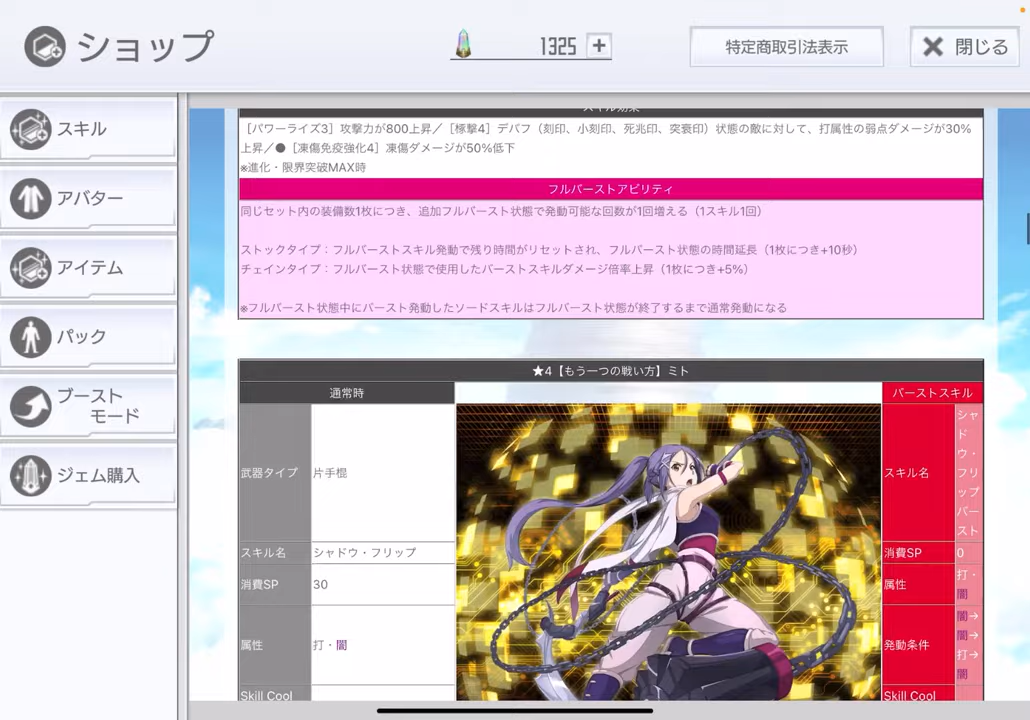 ショップ
1325
特定商取引法表示
閉じる
スキル
アバター
アイテム
パック
ブースト
モード
ジェム購入
スキル効果
［パワーライズ3］攻撃力が800上昇／［椓撃4］デバフ（刻印、小刻印、死兆印、突衰印）状態の敵に対して、打属性の弱点ダメージが30%
上昇／●［凍傷免疫強化4］凍傷ダメージが50%低下
※進化・限界突破MAX時
フルバーストアビリティ
同じセット内の装備数1枚につき、追加フルバースト状態で発動可能な回数が1回増える（1スキル1回）
ストックタイプ：フルバーストスキル発動で残り時間がリセットされ、フルバースト状態の時間延長（1枚につき+10秒）
チェインタイプ：フルバースト状態で使用したバーストスキルダメージ倍率上昇（1枚につき+5%）
※フルバースト状態中にバースト発動したソードスキルはフルバースト状態が終了するまで通常発動になる
★4【もう一つの戦い方】ミト
通常時
バーストスキル
武器タイプ
片手棍
スキル名
シャドウ・フリップ
消費SP
30
属性
打・闇
Skill Cool
スキル名
シャ
ド
ウ・
フリ
ップ
バー
スト
消費SP
0
属性
打・
闇
発動条件
闇→
闇→
打→
闇
Skill Cool